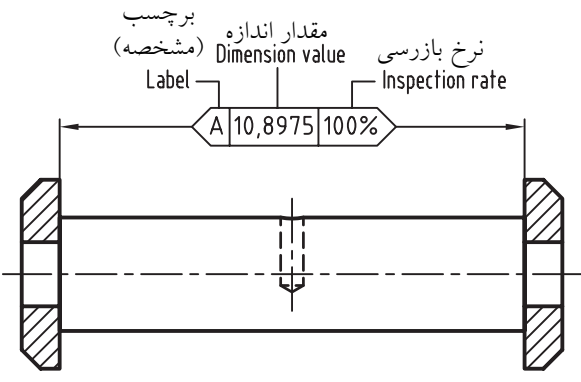 برچسب
(مشخصه)
Label
مقدار اندازه
Dimension value
نرخ بازرسی
Inspection rate
A 10,8975 100%